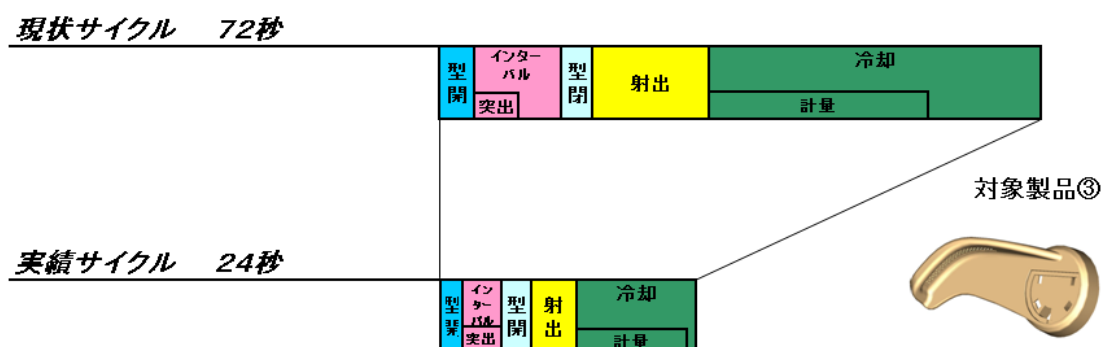 現状サイクル 72秒
型開
インターバル
突出
型閉
射出
冷却
計量
対象製品③
実績サイクル 24秒
型開
インターバル
突出
型開
射出
冷却
計量